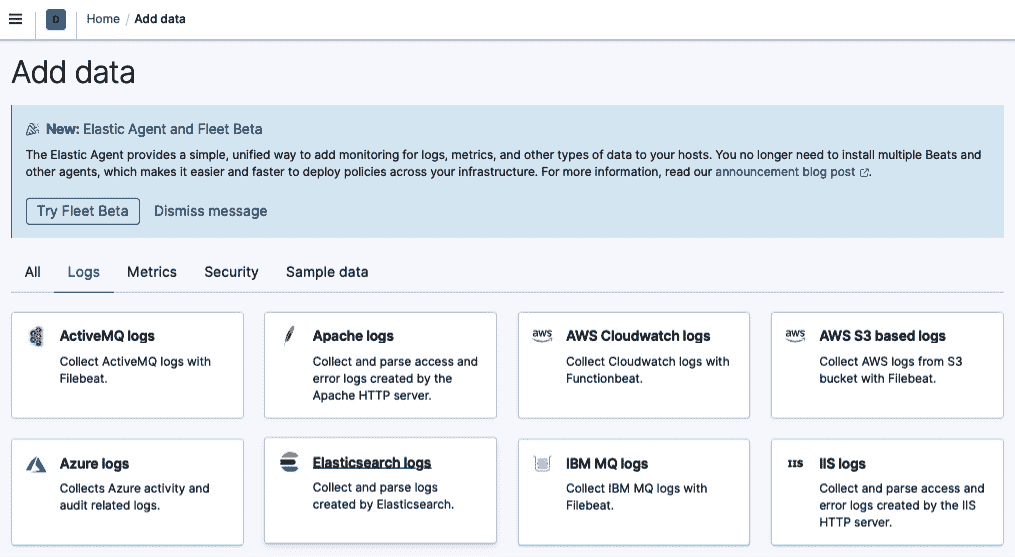 D Home / Add data
Add data
New: Elastic Agent and Fleet Beta
The Elastic Agent provides a simple, unified way to add monitoring for logs, metrics, and other types of data to your hosts. You no longer need to install multiple Beats and
other agents, which makes it easier and faster to deploy policies across your infrastructure. For more information, read our announcement blog post.
Try Fleet Beta Dismiss message
All Logs Metrics Security Sample data
ActiveMQ logs
Collect ActiveMQ logs with
Filebeat.
Apache logs
Collect and parse access and
error logs created by the
Apache HTTP server.
aws AWS Cloudwatch logs
Collect Cloudwatch logs with
Functionbeat.
aws AWS S3 based logs
Collect AWS logs from S3
bucket with Filebeat.
Azure logs
Collects Azure activity and
audit related logs.
Elasticsearch logs
Collect and parse logs
created by Elasticsearch.
IBM MQ logs
Collect IBM MQ logs with
Filebeat.
IIS IIS logs
Collect and parse access and
error logs created by the IIS
HTTP server.